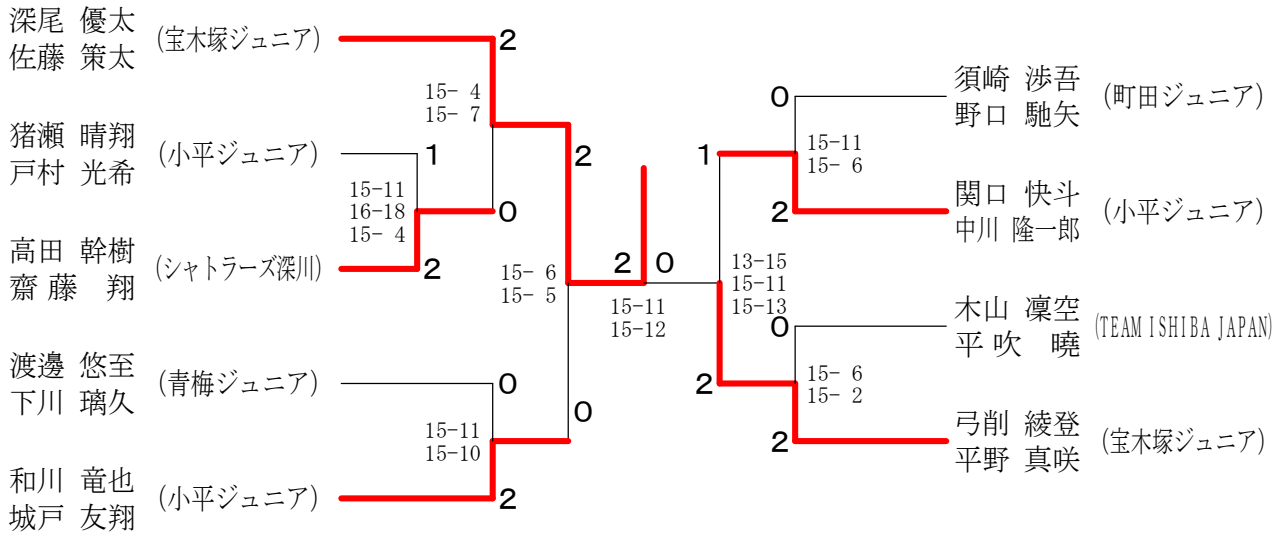 深尾 優太
佐藤 策太
(宝木塚ジュニア)
2
15- 4
15- 7
猪瀬 晴翔
戸村 光希
(小平ジュニア)
1
15-11
16-18
15- 4
0
高田 幹樹
齋藤 翔
(シャトラーズ深川)
2
2
15- 6
15- 5
渡邊 悠至
下川 璃久
(青梅ジュニア)
0
15-11
15-10
0
和川 竜也
城戸 友翔
(小平ジュニア)
2
2
0
15-11
15-12
須崎 渉吾
野口 馳矢
(町田ジュニア)
0
15-11
15- 6
1
関口 快斗
中川 隆一郎
(小平ジュニア)
2
13-15
15-11
15-13
木山 凜空
平吹 曉
(TEAM ISHIBA JAPAN)
0
15- 6
15- 2
2
弓削 綾登
平野 真咲
(宝木塚ジュニア)
2